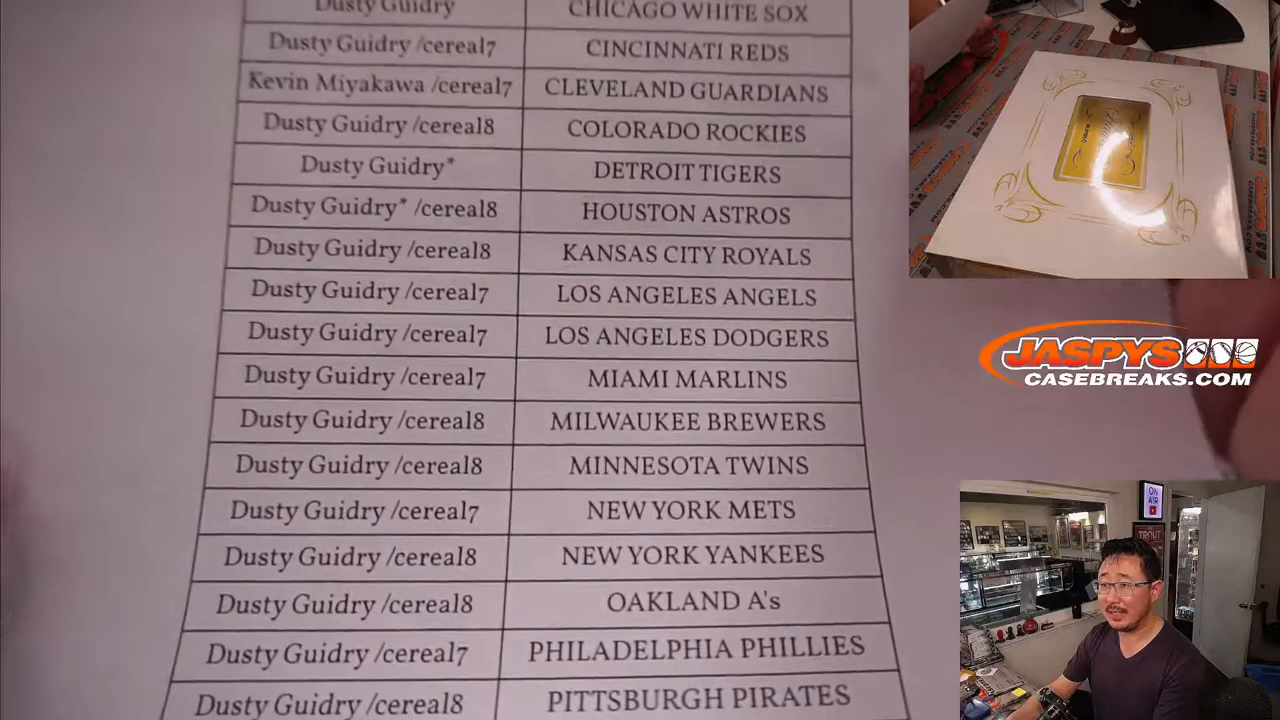 Dusty Guidry CHICAGO WHITE SOX
Dusty Guidry /cereal7 CINCINNATI REDS
Kevin Miyakawa /cereal7 CLEVELAND GUARDIANS
Dusty Guidry /cereal8 COLORADO ROCKIES
Dusty Guidry* DETROIT TIGERS
Dusty Guidry* /cereal8 HOUSTON ASTROS
Dusty Guidry /cereal8 KANSAS CITY ROYALS
Dusty Guidry /cereal7 LOS ANGELES ANGELS
Dusty Guidry /cereal7 LOS ANGELES DODGERS
Dusty Guidry /cereal7 MIAMI MARLINS
Dusty Guidry /cereal8 MILWAUKEE BREWERS
Dusty Guidry /cereal8 MINNESOTA TWINS
Dusty Guidry /cereal7 NEW YORK METS
Dusty Guidry /cereal8 NEW YORK YANKEES
Dusty Guidry /cereal8 OAKLAND A's
Dusty Guidry /cereal7 PHILADELPHIA PHILLIES
Dusty Guidry /cereal8 PITTSBURGH PIRATES
JASPYS
CASEBREAKS.COM
ON
AIR
TROUT